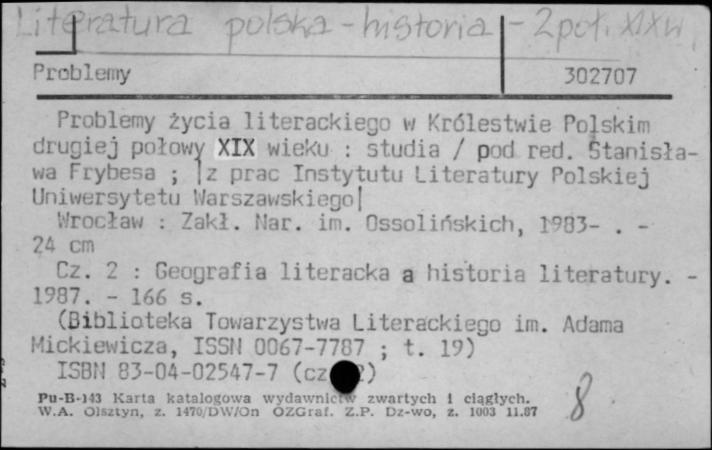 Literatura polska - historia - 2 poł. XIX w.
Problemy 302707
Problemy życia literackiego w Królestwie Polskim
drugiej połowy XIX wieku : studia / pod red. Stanisła-
wa Frybesa ; |z prac Instytutu Literatury Polskiej
Uniwersytetu Warszawskiego|
Wrocław : Zakł. Nar. im. Ossolińskich, 1983- . -
24 cm
Cz. 2 : Geografia literacka a historia literatury. -
1987. - 166 s.
(Biblioteka Towarzystwa Literackiego im. Adama
Mickiewicza, ISSN 0067-7787 ; t. 19)
ISBN 83-04-02547-7 (cz. 2)
Pu-B-143 Karta katalogowa wydawnictw zwartych i ciągłych.
W.A. Olsztyn, z. 1470/DW/On OZGraf. Z.P. Dz-wo, z. 1003 11.87
8